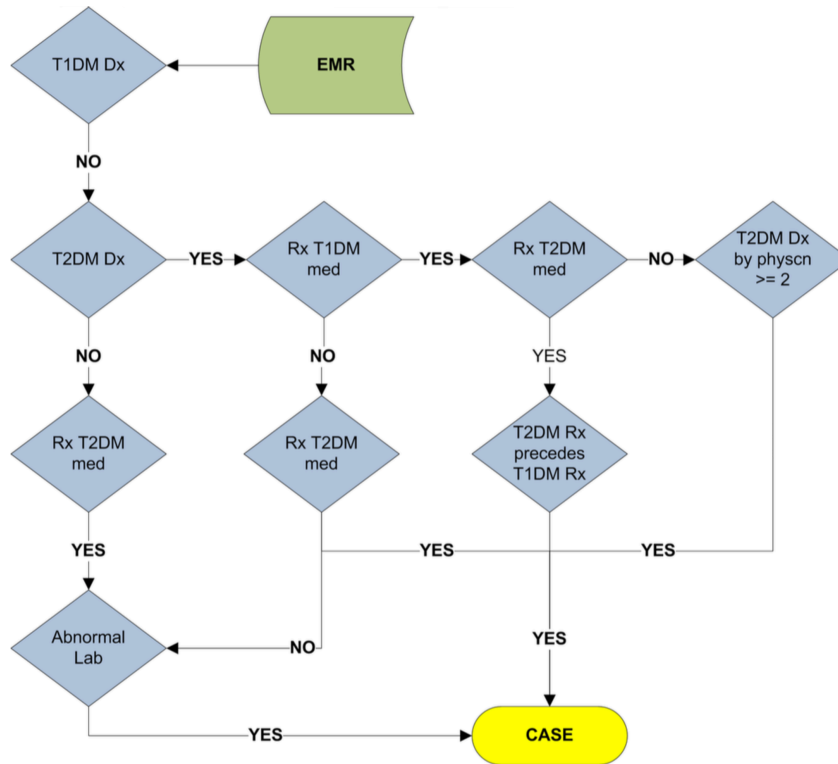 T1DM Dx
EMR
NO
T2DM Dx
YES
Rx T1DM
med
YES
Rx T2DM
med
NO
T2DM Dx
by physcn
>= 2
NO
NO
YES
Rx T2DM
med
Rx T2DM
med
T2DM Rx
precedes
T1DM Rx
YES
YES
YES
Abnormal
Lab
NO
YES
YES
CASE